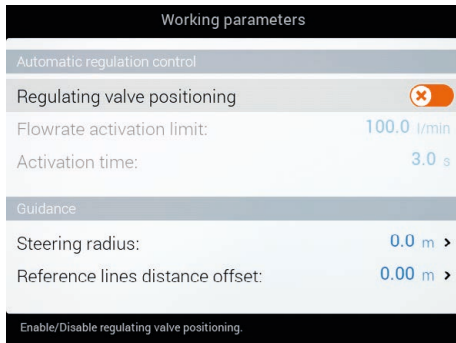 Working parameters
Automatic regulation control
Regulating valve positioning
Flowrate activation limit: 100.0 l/min
Activation time: 3.0 s
Guidance
Steering radius: 0.0 m >
Reference lines distance offset: 0.00 m >
Enable/Disable regulating valve positioning.